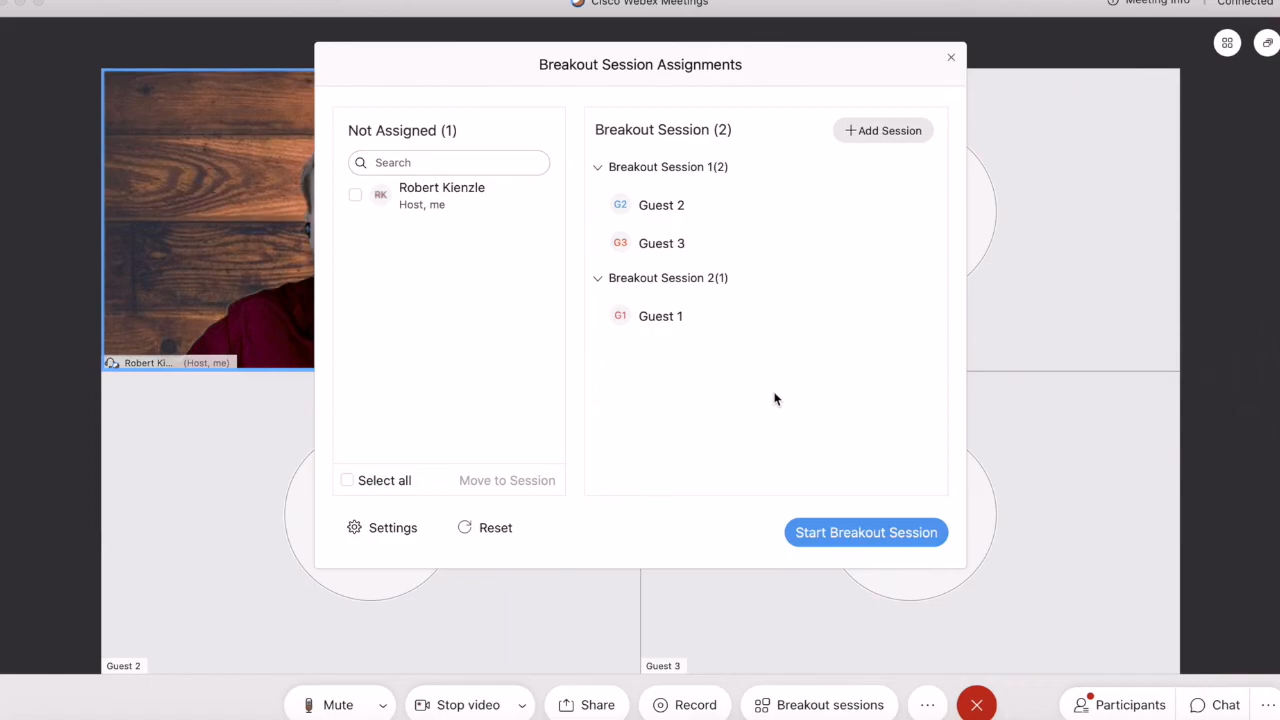 Cisco Webex Meetings
Meeting Info
Connected
Breakout Session Assignments
Not Assigned (1)
Search
RK
Robert Kienzle
Host, me
Select all
Move to Session
Breakout Session (2)
Add Session
Breakout Session 1(2)
G2 Guest 2
G3 Guest 3
Breakout Session 2(1)
G1 Guest 1
Settings
Reset
Start Breakout Session
Robert Ki... (Host, me)
Guest 2
Guest 3
Mute
Stop video
Share
Record
Breakout sessions
Participants
Chat